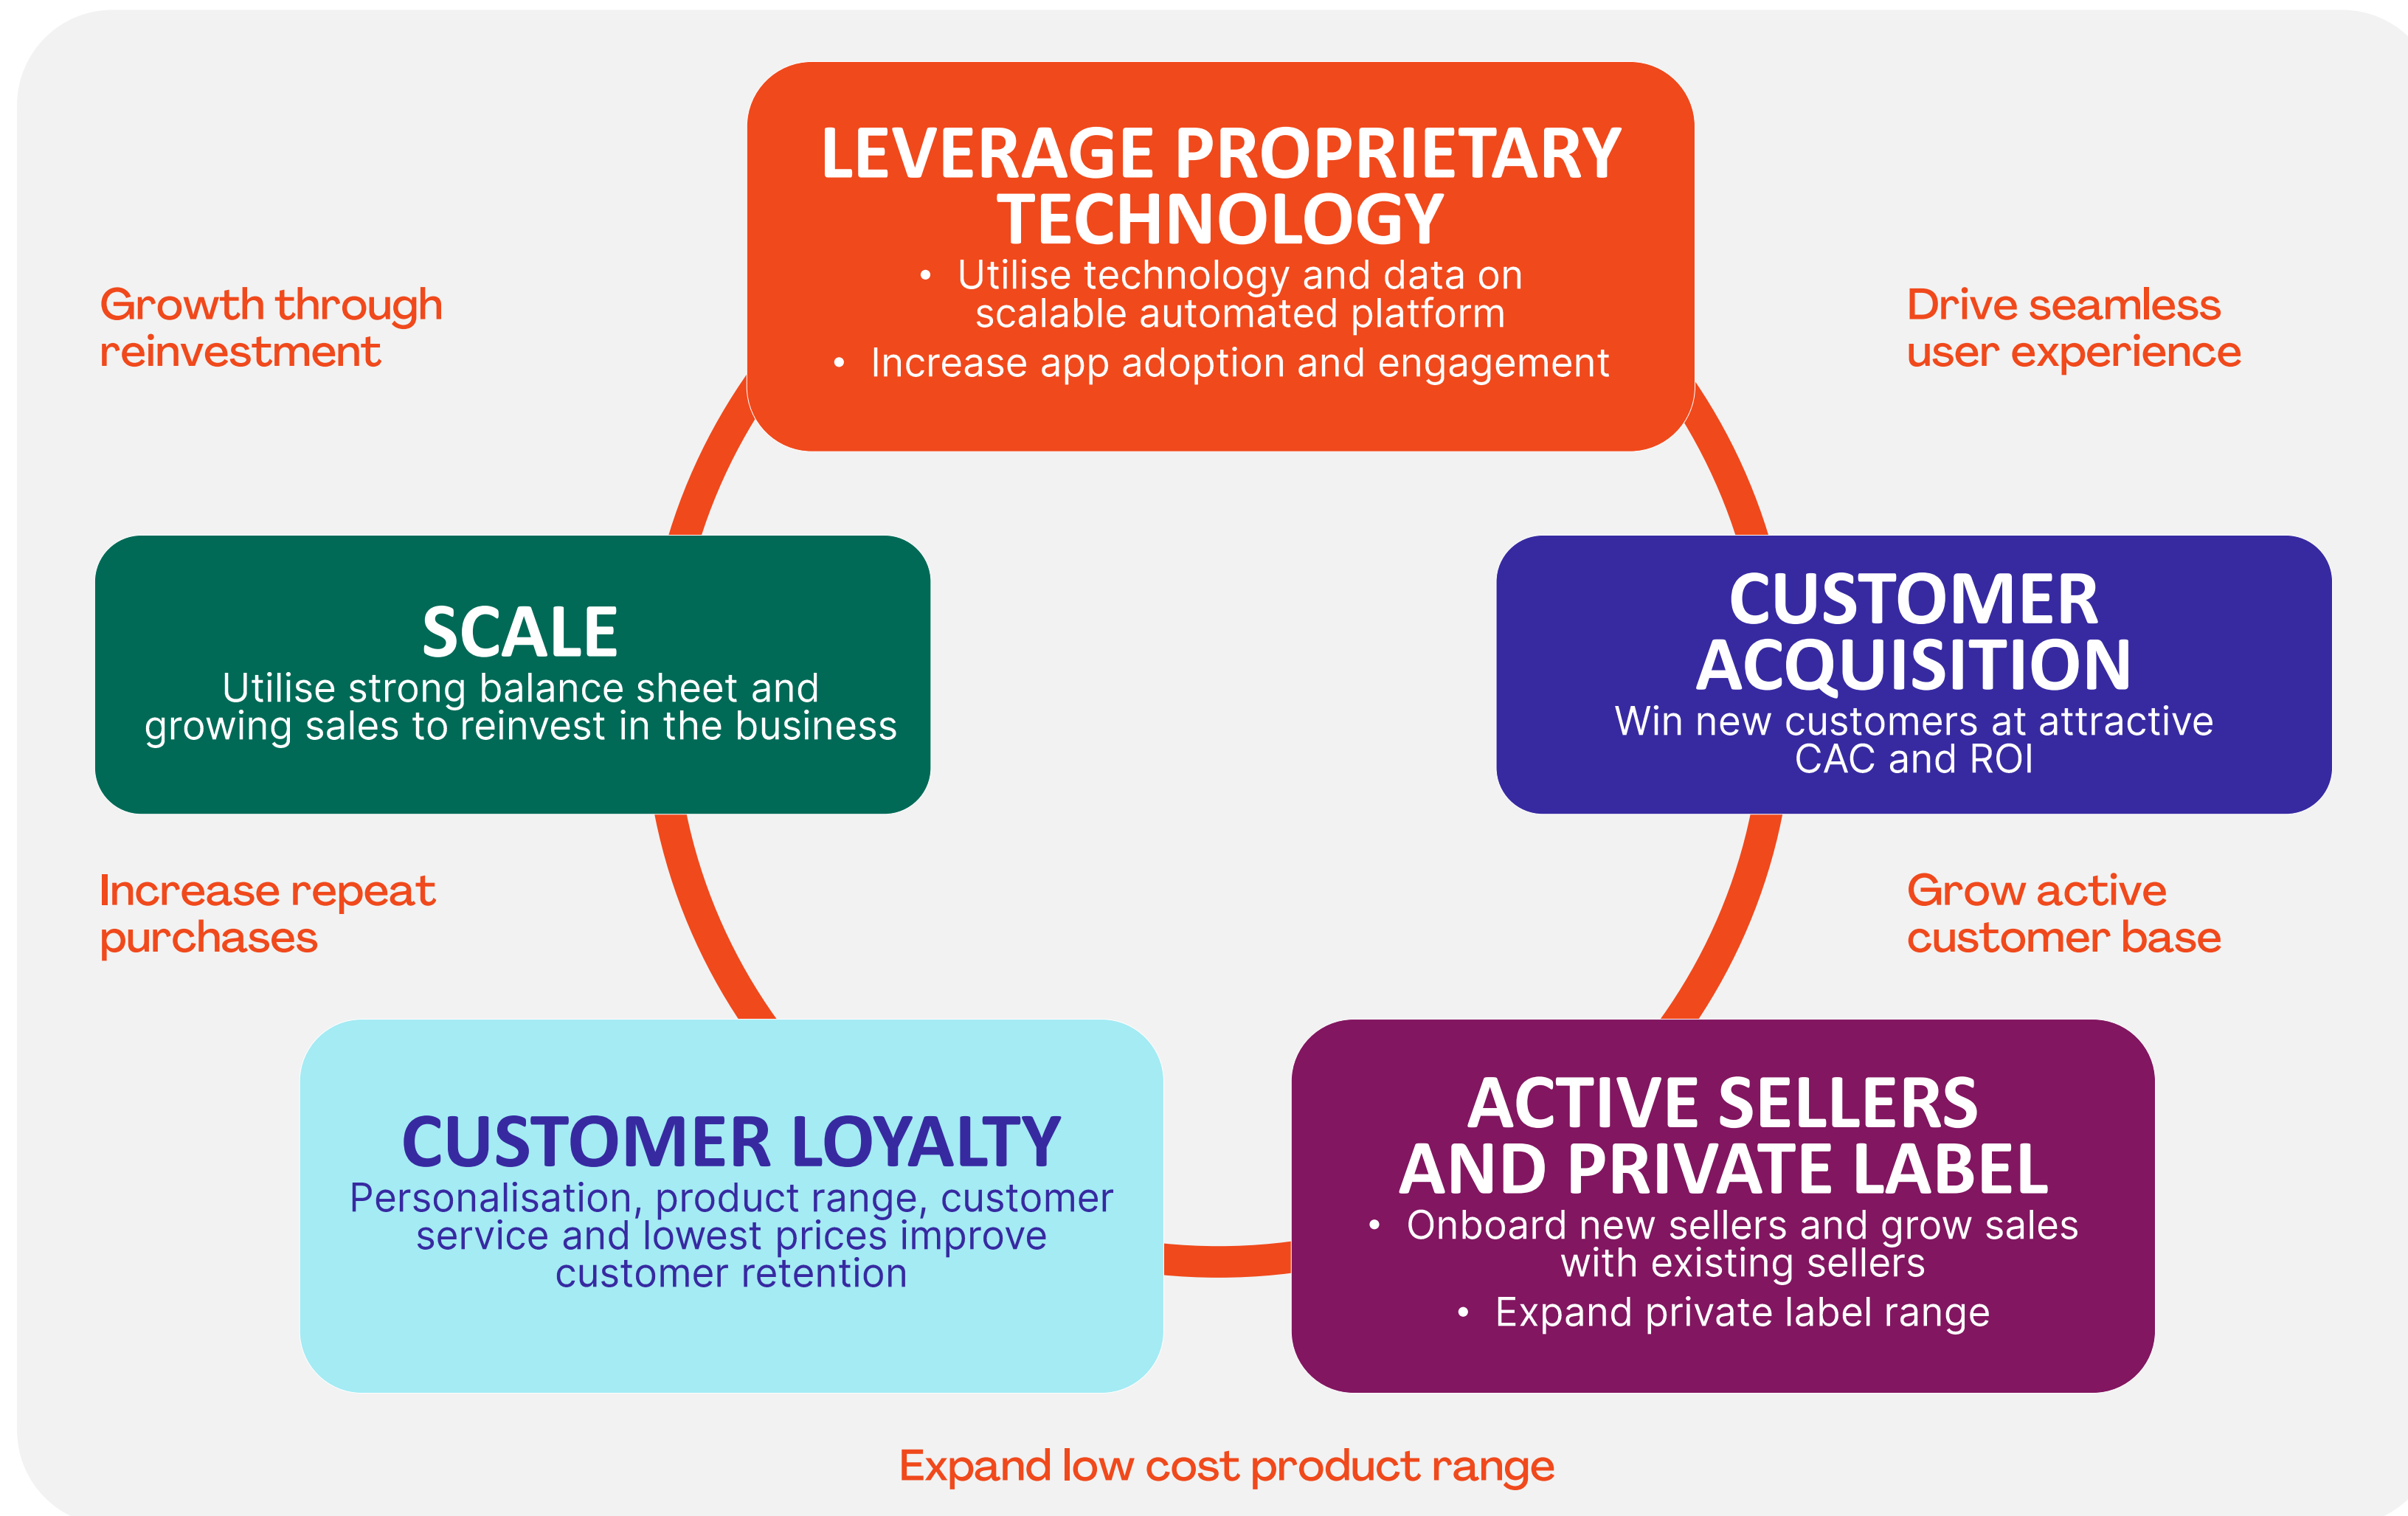 LEVERAGE PROPRIETARY
TECHNOLOGY
• Utilise technology and data on
scalable automated platform
• Increase app adoption and engagement
Growth through
reinvestment
Drive seamless
user experience
SCALE
Utilise strong balance sheet and
growing sales to reinvest in the business
CUSTOMER
ACQUISITION
Win new customers at attractive
CAC and ROI
Increase repeat
purchases
Grow active
customer base
CUSTOMER LOYALTY
Personalisation, product range, customer
service and lowest prices improve
customer retention
ACTIVE SELLERS
AND PRIVATE LABEL
• Onboard new sellers and grow sales
with existing sellers
• Expand private label range
Expand low cost product range